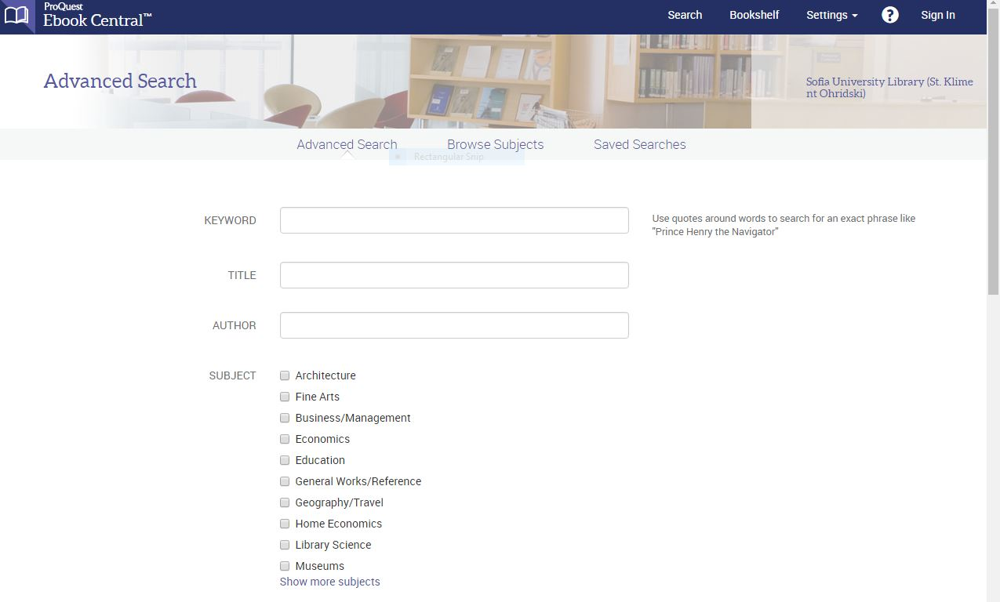 ProQuest
Ebook Central™
Search Bookshelf Settings ? Sign In
Advanced Search
Sofia University Library (St. Klime
nt Ohridski)
Advanced Search Browse Subjects Saved Searches
Rectangular Snip
KEYWORD
Use quotes around words to search for an exact phrase like
"Prince Henry the Navigator"
TITLE
AUTHOR
SUBJECT
Architecture
Fine Arts
Business/Management
Economics
Education
General Works/Reference
Geography/Travel
Home Economics
Library Science
Museums
Show more subjects